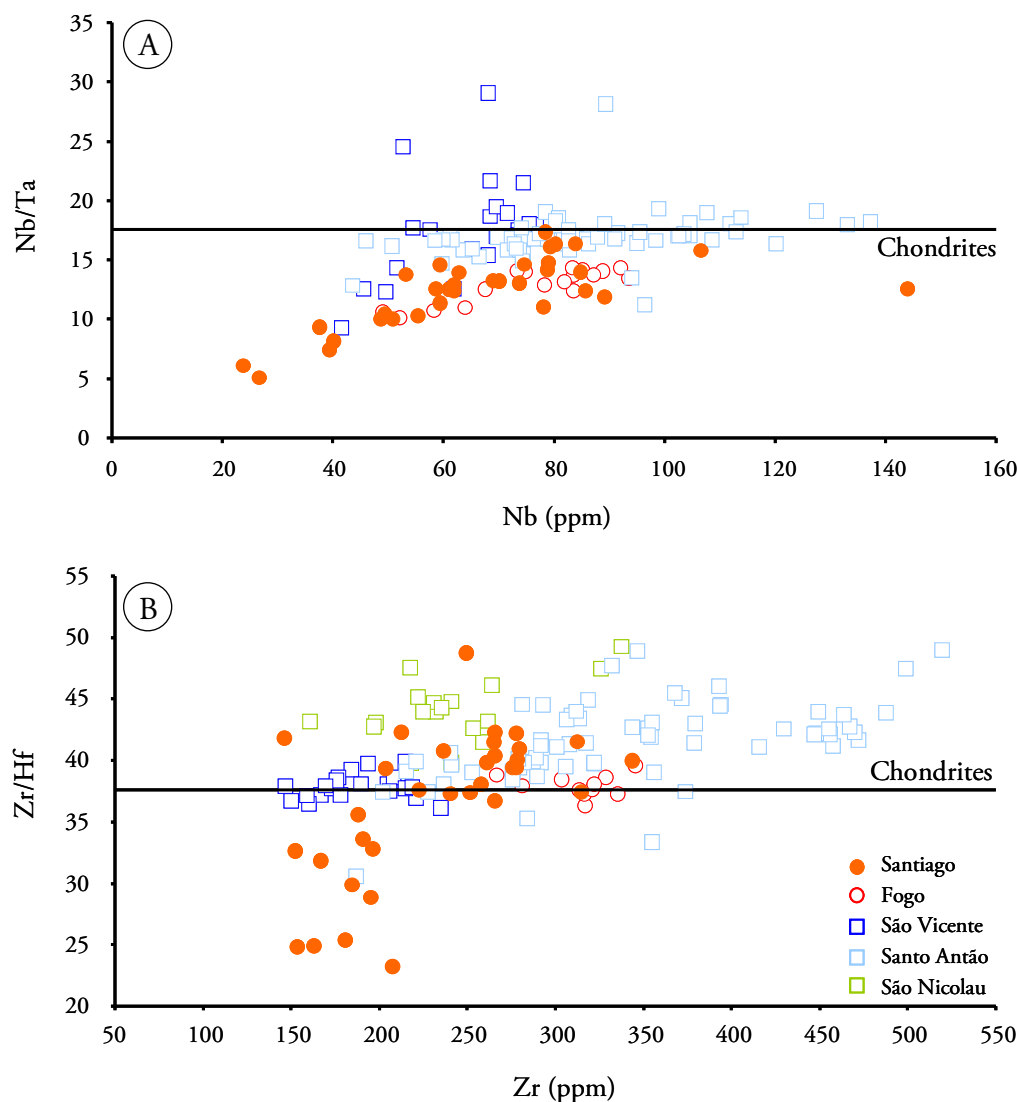 A
35
30
25
20
15
10
5
0
Nb/Ta
Chondrites
0 20 40 60 80 100 120 140 160
Nb (ppm)
B
55
50
45
40
35
30
25
20
Zr/Hf
Chondrites
Santiago
Fogo
São Vicente
Santo Antão
São Nicolau
50 100 150 200 250 300 350 400 450 500 550
Zr (ppm)